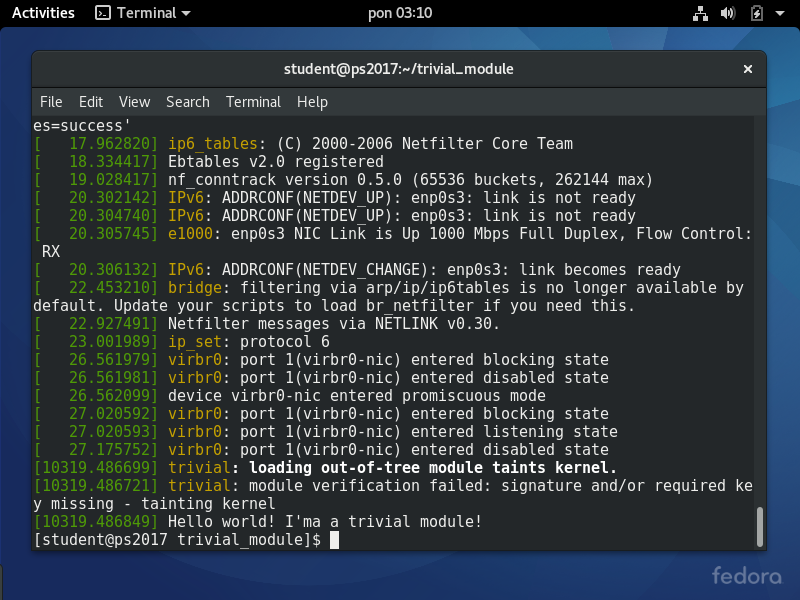 Activities Terminal pon 03:10
student@ps2017:~/trivial_module ×
File Edit View Search Terminal Help
es=success'
[   17.962820] ip6_tables: (C) 2000-2006 Netfilter Core Team
[   18.334417] Ebtables v2.0 registered
[   19.028417] nf_conntrack version 0.5.0 (65536 buckets, 262144 max)
[   20.302142] IPv6: ADDRCONF(NETDEV_UP): enp0s3: link is not ready
[   20.304740] IPv6: ADDRCONF(NETDEV_UP): enp0s3: link is not ready
[   20.305745] e1000: enp0s3 NIC Link is Up 1000 Mbps Full Duplex, Flow Control:
 RX
[   20.306132] IPv6: ADDRCONF(NETDEV_CHANGE): enp0s3: link becomes ready
[   22.453210] bridge: filtering via arp/ip/ip6tables is no longer available by
default. Update your scripts to load br_netfilter if you need this.
[   22.927491] Netfilter messages via NETLINK v0.30.
[   23.001989] ip_set: protocol 6
[   26.561979] virbr0: port 1(virbr0-nic) entered blocking state
[   26.561981] virbr0: port 1(virbr0-nic) entered disabled state
[   26.562099] device virbr0-nic entered promiscuous mode
[   27.020592] virbr0: port 1(virbr0-nic) entered blocking state
[   27.020593] virbr0: port 1(virbr0-nic) entered listening state
[   27.175752] virbr0: port 1(virbr0-nic) entered disabled state
[10319.486699] trivial: loading out-of-tree module taints kernel.
[10319.486721] trivial: module verification failed: signature and/or required ke
y missing - tainting kernel
[10319.486849] Hello world! I'ma a trivial module!
[student@ps2017 trivial_module]$
fedora